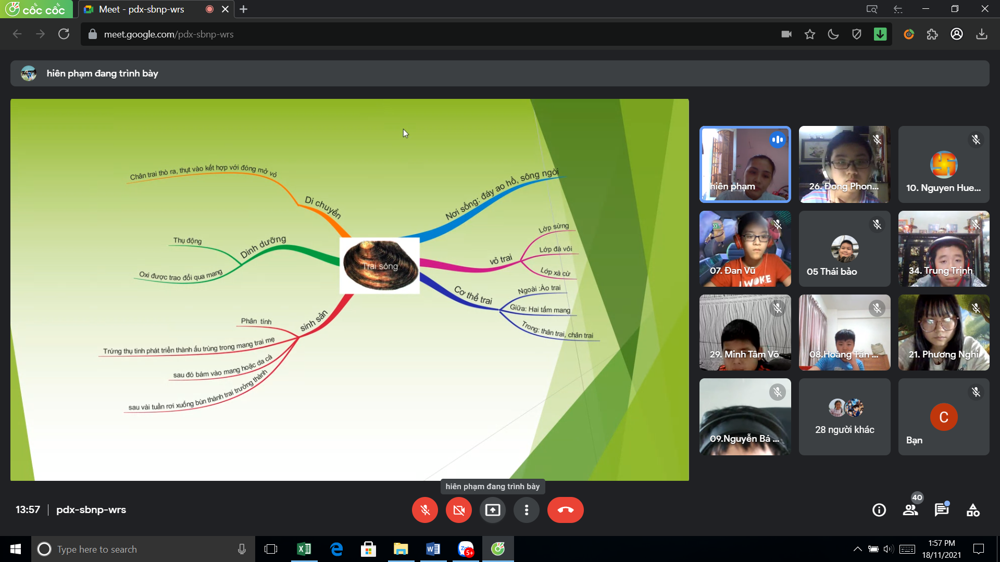 cốc cốc
Meet - pdx-sbnp-wrs
meet.google.com/pdx-sbnp-wrs
hiên phạm đang trình bày
Chân trai thò ra, thụt vào kết hợp với đóng mở vỏ
Di chuyển
Nơi sống: đáy ao hồ, sông ngòi
Thụ động
Dinh dưỡng
Oxi được trao đổi qua mang
Trai sông
vỏ trai
Lớp sừng
Lớp đá vôi
Lớp xà cừ
Cơ thể trai
Ngoài :Áo trai
Giữa: Hai tấm mang
Trong: thân trai, chân trai
sinh sản
Phân tính
Trứng thụ tinh phát triển thành ấu trùng trong mang trai mẹ
sau đó bám vào mang hoặc da cá
sau vài tuần rơi xuống bùn thành trai trưởng thành
hiên phạm
26. Đong Phon...
10. Nguyen Hue...
07. Đan Vũ
I WOKE
05 Thái bảo
34. Trung Trịnh
29. Minh Tâm Võ
08.Hoàng Tấn ...
21. Phương Nghi
09.Nguyễn Bá ...
28 người khác
C
Bạn
hiên phạm đang trình bày
13:57
pdx-sbnp-wrs
40
Type here to search
5+
1:57 PM
18/11/2021